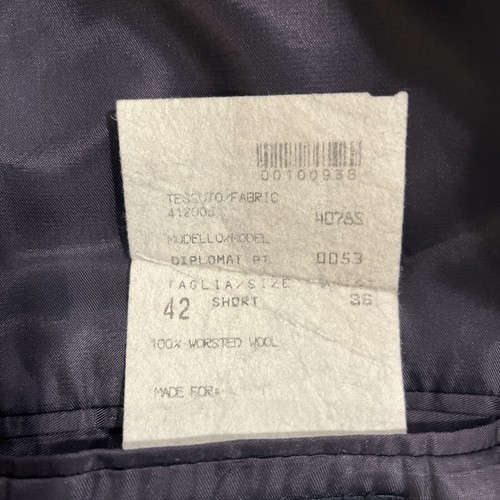 00100938
TESSUTO/FABRIC
41200 4078S
MODELLO/MODEL
DIPLOMAT PT 0053
TAGLIA/SIZE
42 SHORT 36
100% WORSTED WOOL
MADE FOR: